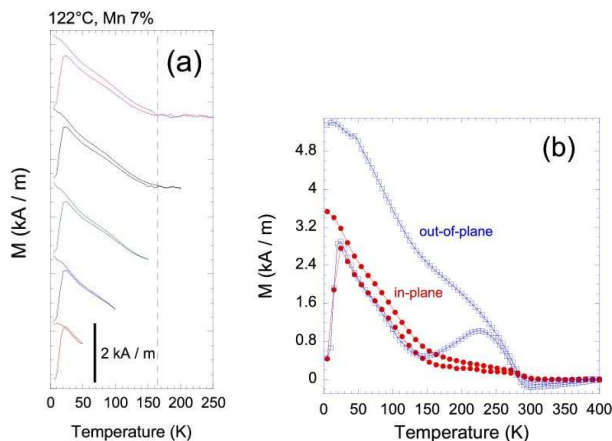 122°C, Mn 7%
(a)
M (kA / m)
2 kA / m
0 50 100 150 200 250
Temperature (K)
(b)
M (kA / m)
4.8
4
3.2
2.4
1.6
0.8
0
out-of-plane
in-plane
0 50 100 150 200 250 300 350 400
Temperature (K)